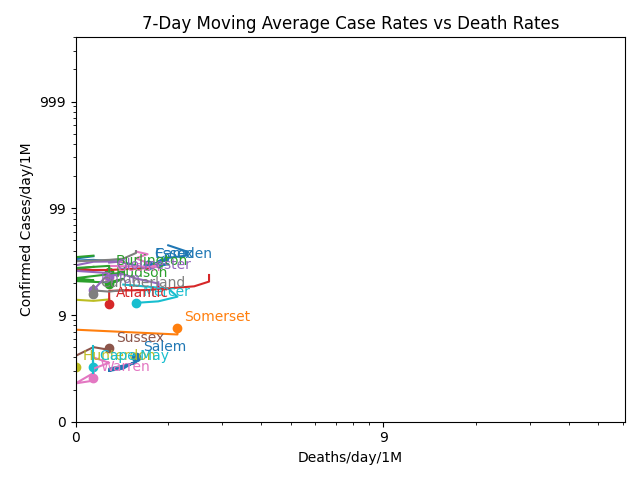 7-Day Moving Average Case Rates vs Death Rates
Confirmed Cases/day/1M
999
99
9
0
Camden
Burlington
Hudson
Cumberland
Atlantic
Mercer
Somerset
Sussex
Salem
Cape May
Warren
0
9
Deaths/day/1M